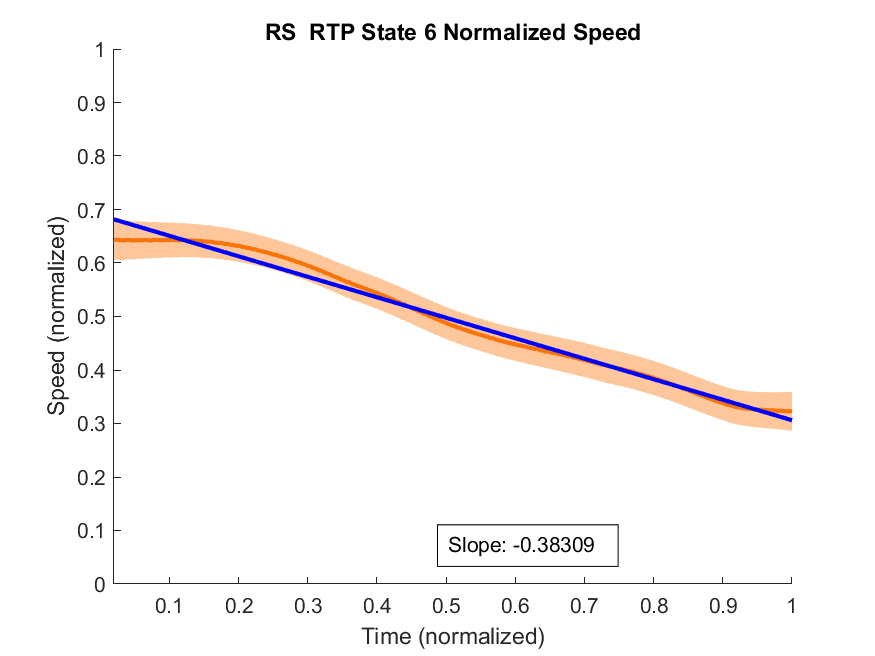 RS  RTP State 6 Normalized Speed
1
0.9
0.8
0.7
0.6
0.5
0.4
0.3
0.2
0.1
0
Speed (normalized)
Slope: -0.38309
0.1 0.2 0.3 0.4 0.5 0.6 0.7 0.8 0.9 1
Time (normalized)